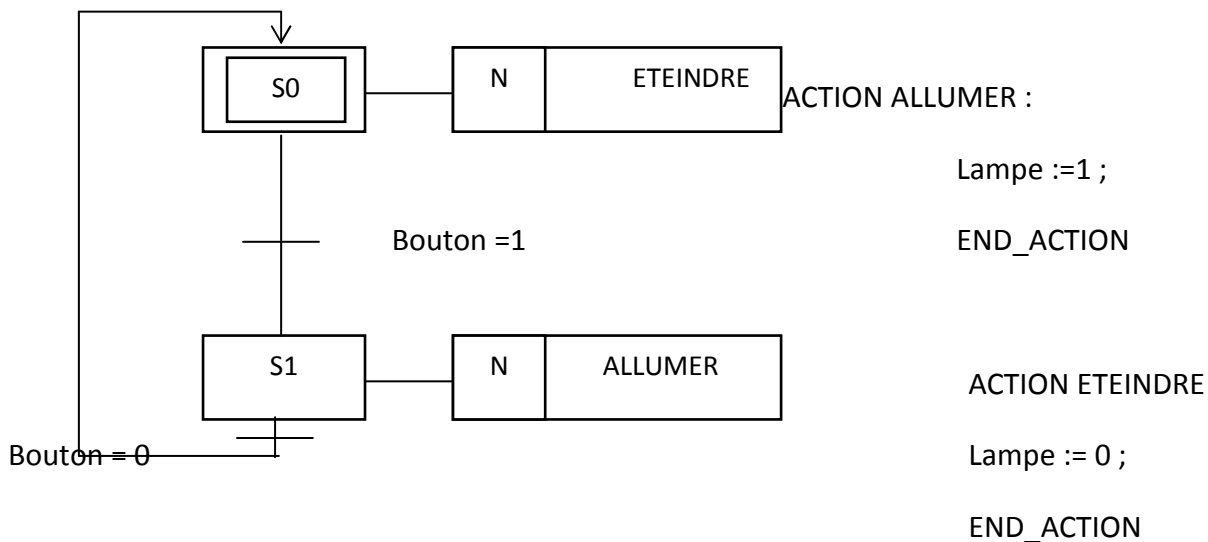 S0 N ETEINDRE
ACTION ALLUMER :
Lampe :=1 ;
Bouton =1
END_ACTION
S1 N ALLUMER
ACTION ETEINDRE
Bouton = 0
Lampe := 0 ;
END_ACTION